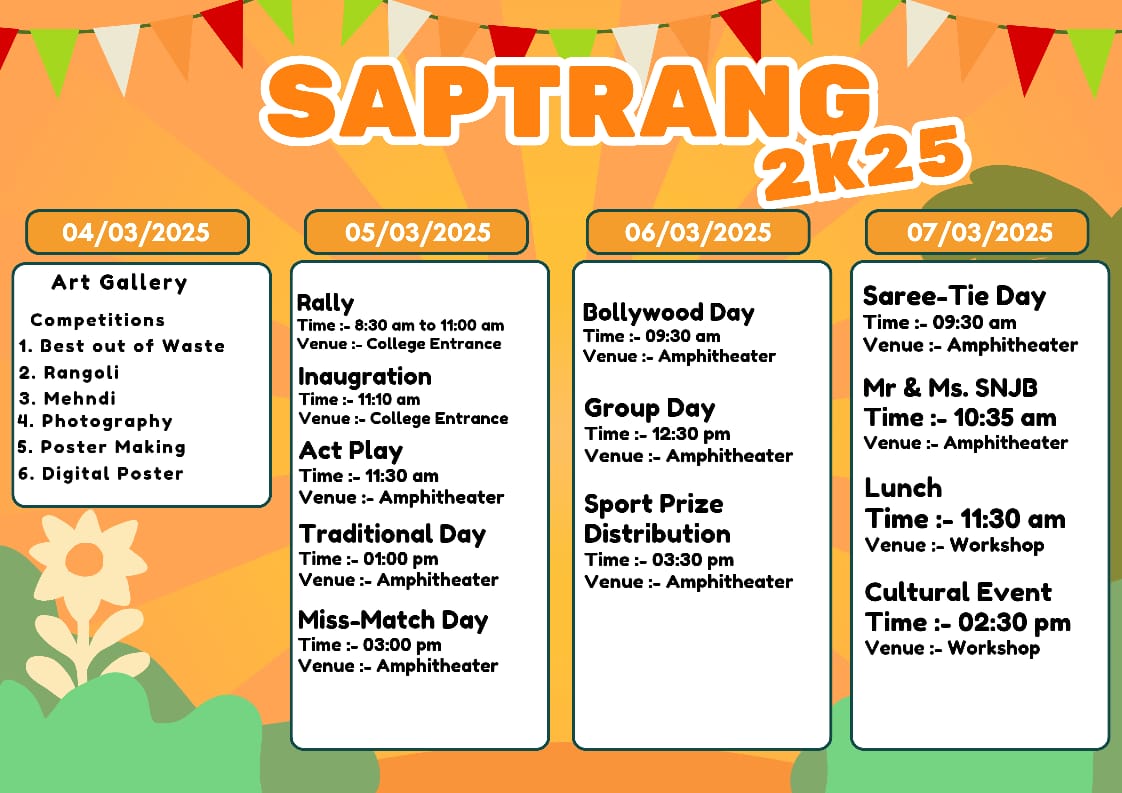 SAPTRANG
2K25
04/03/2025
Art Gallery
Competitions
1. Best out of Waste
2. Rangoli
3. Mehndi
4. Photography
5. Poster Making
6. Digital Poster
05/03/2025
Rally
Time :- 8:30 am to 11:00 am
Venue :- College Entrance
Inaugration
Time :- 11:10 am
Venue :- College Entrance
Act Play
Time :- 11:30 am
Venue :- Amphitheater
Traditional Day
Time :- 01:00 pm
Venue :- Amphitheater
Miss-Match Day
Time :- 03:00 pm
Venue :- Amphitheater
06/03/2025
Bollywood Day
Time :- 09:30 am
Venue :- Amphitheater
Group Day
Time :- 12:30 pm
Venue :- Amphitheater
Sport Prize
Distribution
Time :- 03:30 pm
Venue :- Amphitheater
07/03/2025
Saree-Tie Day
Time :- 09:30 am
Venue :- Amphitheater
Mr & Ms. SNJB
Time :- 10:35 am
Venue :- Amphitheater
Lunch
Time :- 11:30 am
Venue :- Workshop
Cultural Event
Time :- 02:30 pm
Venue :- Workshop